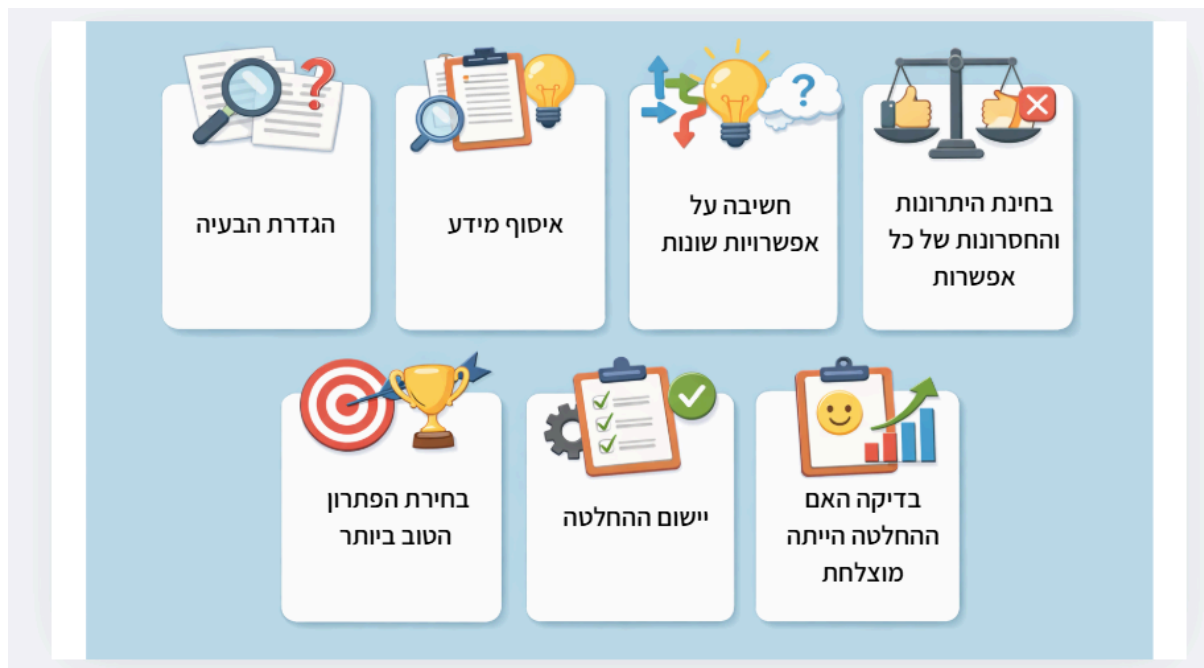 הגדרת הבעיה
איסוף מידע
חשיבה על
אפשרויות שונות
בחינת היתרונות
והחסרונות של כל
אפשרות
בחירת הפתרון
הטוב ביותר
יישום ההחלטה
בדיקה האם
ההחלטה הייתה
מוצלחת